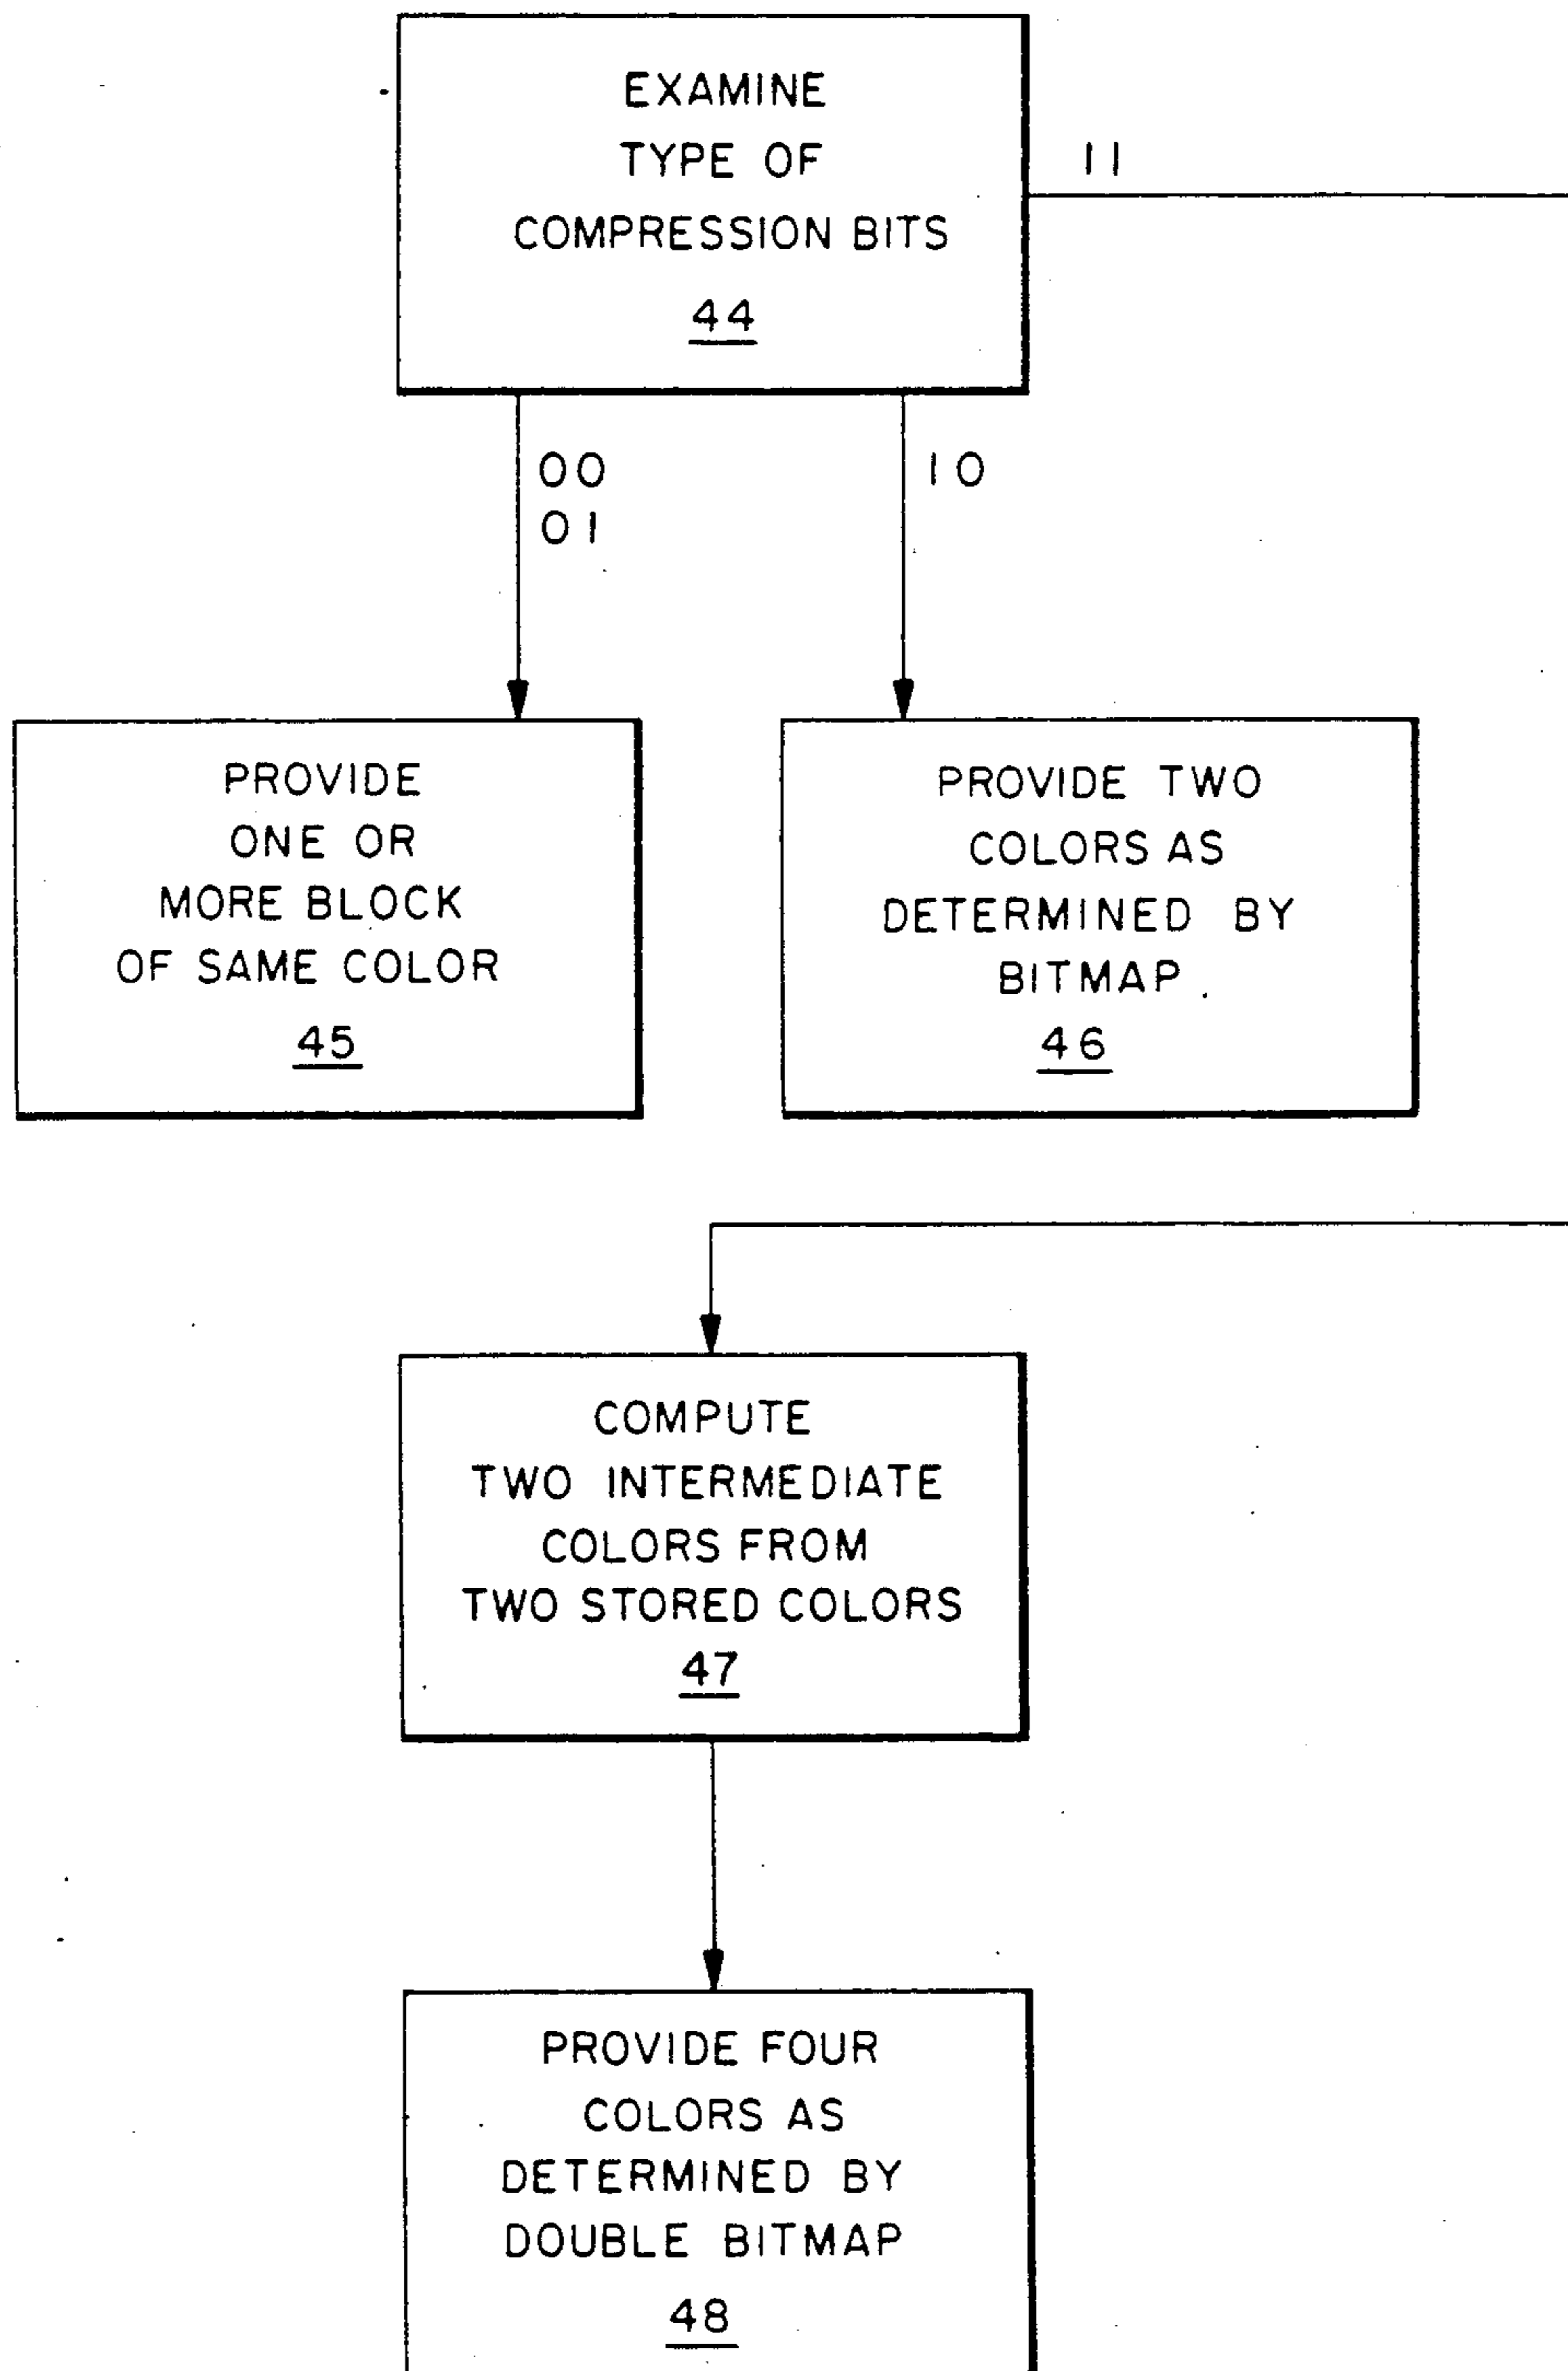 EXAMINE
TYPE OF
COMPRESSION BITS
44
11
00
01
10
PROVIDE
ONE OR
MORE BLOCK
OF SAME COLOR
45
PROVIDE TWO
COLORS AS
DETERMINED BY
BITMAP
46
COMPUTE
TWO INTERMEDIATE
COLORS FROM
TWO STORED COLORS
47
PROVIDE FOUR
COLORS AS
DETERMINED BY
DOUBLE BITMAP
48